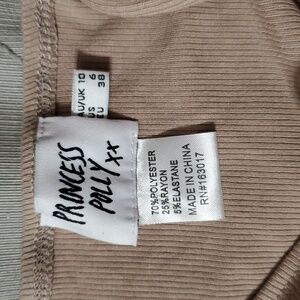 AU/UK 10
US 6
EU 38
PRINCESS
POLLY xx
70%POLYESTER
25%RAYON
5%ELASTANE
MADE IN CHINA
RN#163017